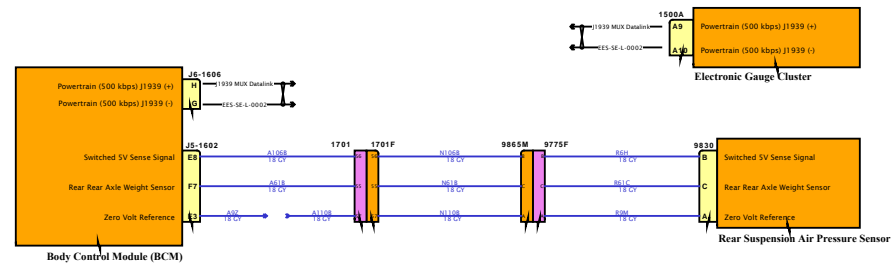 1500A
J1939 MUX Datalink
A9
Powertrain (500 kbps) J1939 (+)
EES-SE-L-0002
A10
Powertrain (500 kbps) J1939 (-)
Electronic Gauge Cluster
J6-1606
Powertrain (500 kbps) J1939 (+)
H
J1939 MUX Datalink
Powertrain (500 kbps) J1939 (-)
G
EES-SE-L-0002
J5-1602
1701
1701F
9865M
9775F
9830
Switched 5V Sense Signal
E8
A106B
18 GY
N106B
18 GY
B
B
R6H
18 GY
B
Switched 5V Sense Signal
Rear Rear Axle Weight Sensor
F7
A61B
18 GY
N61B
18 GY
C
C
R61C
18 GY
C
Rear Rear Axle Weight Sensor
Zero Volt Reference
E3
A9Z
18 GY
A110B
18 GY
N110B
18 GY
A
A
R9M
18 GY
A
Zero Volt Reference
Body Control Module (BCM)
Rear Suspension Air Pressure Sensor